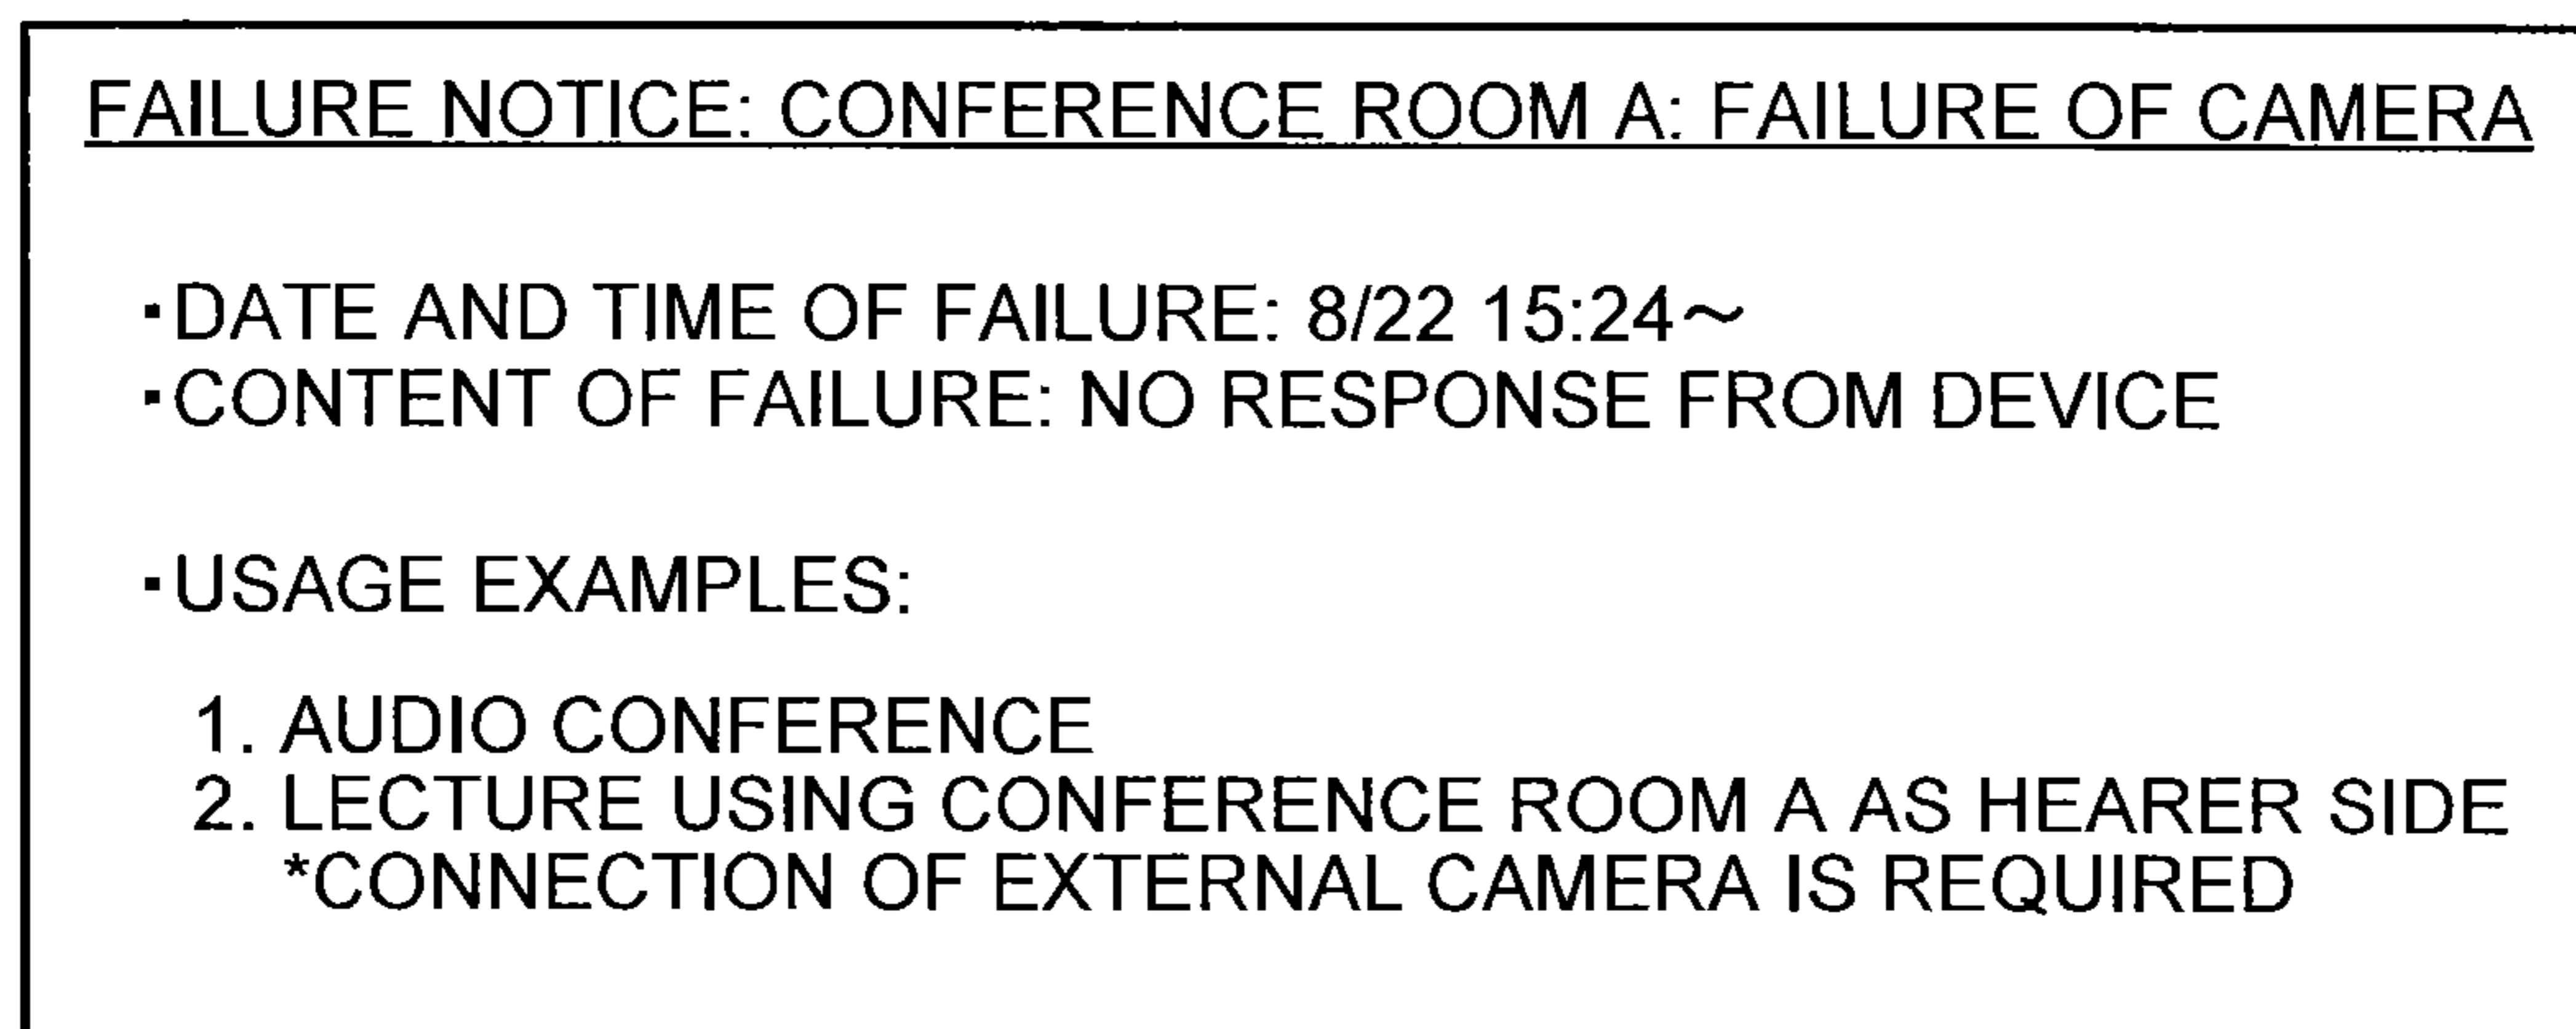 FAILURE NOTICE: CONFERENCE ROOM A: FAILURE OF CAMERA
▪DATE AND TIME OF FAILURE: 8/22 15:24～
▪CONTENT OF FAILURE: NO RESPONSE FROM DEVICE
▪USAGE EXAMPLES:
1. AUDIO CONFERENCE
2. LECTURE USING CONFERENCE ROOM A AS HEARER SIDE
*CONNECTION OF EXTERNAL CAMERA IS REQUIRED